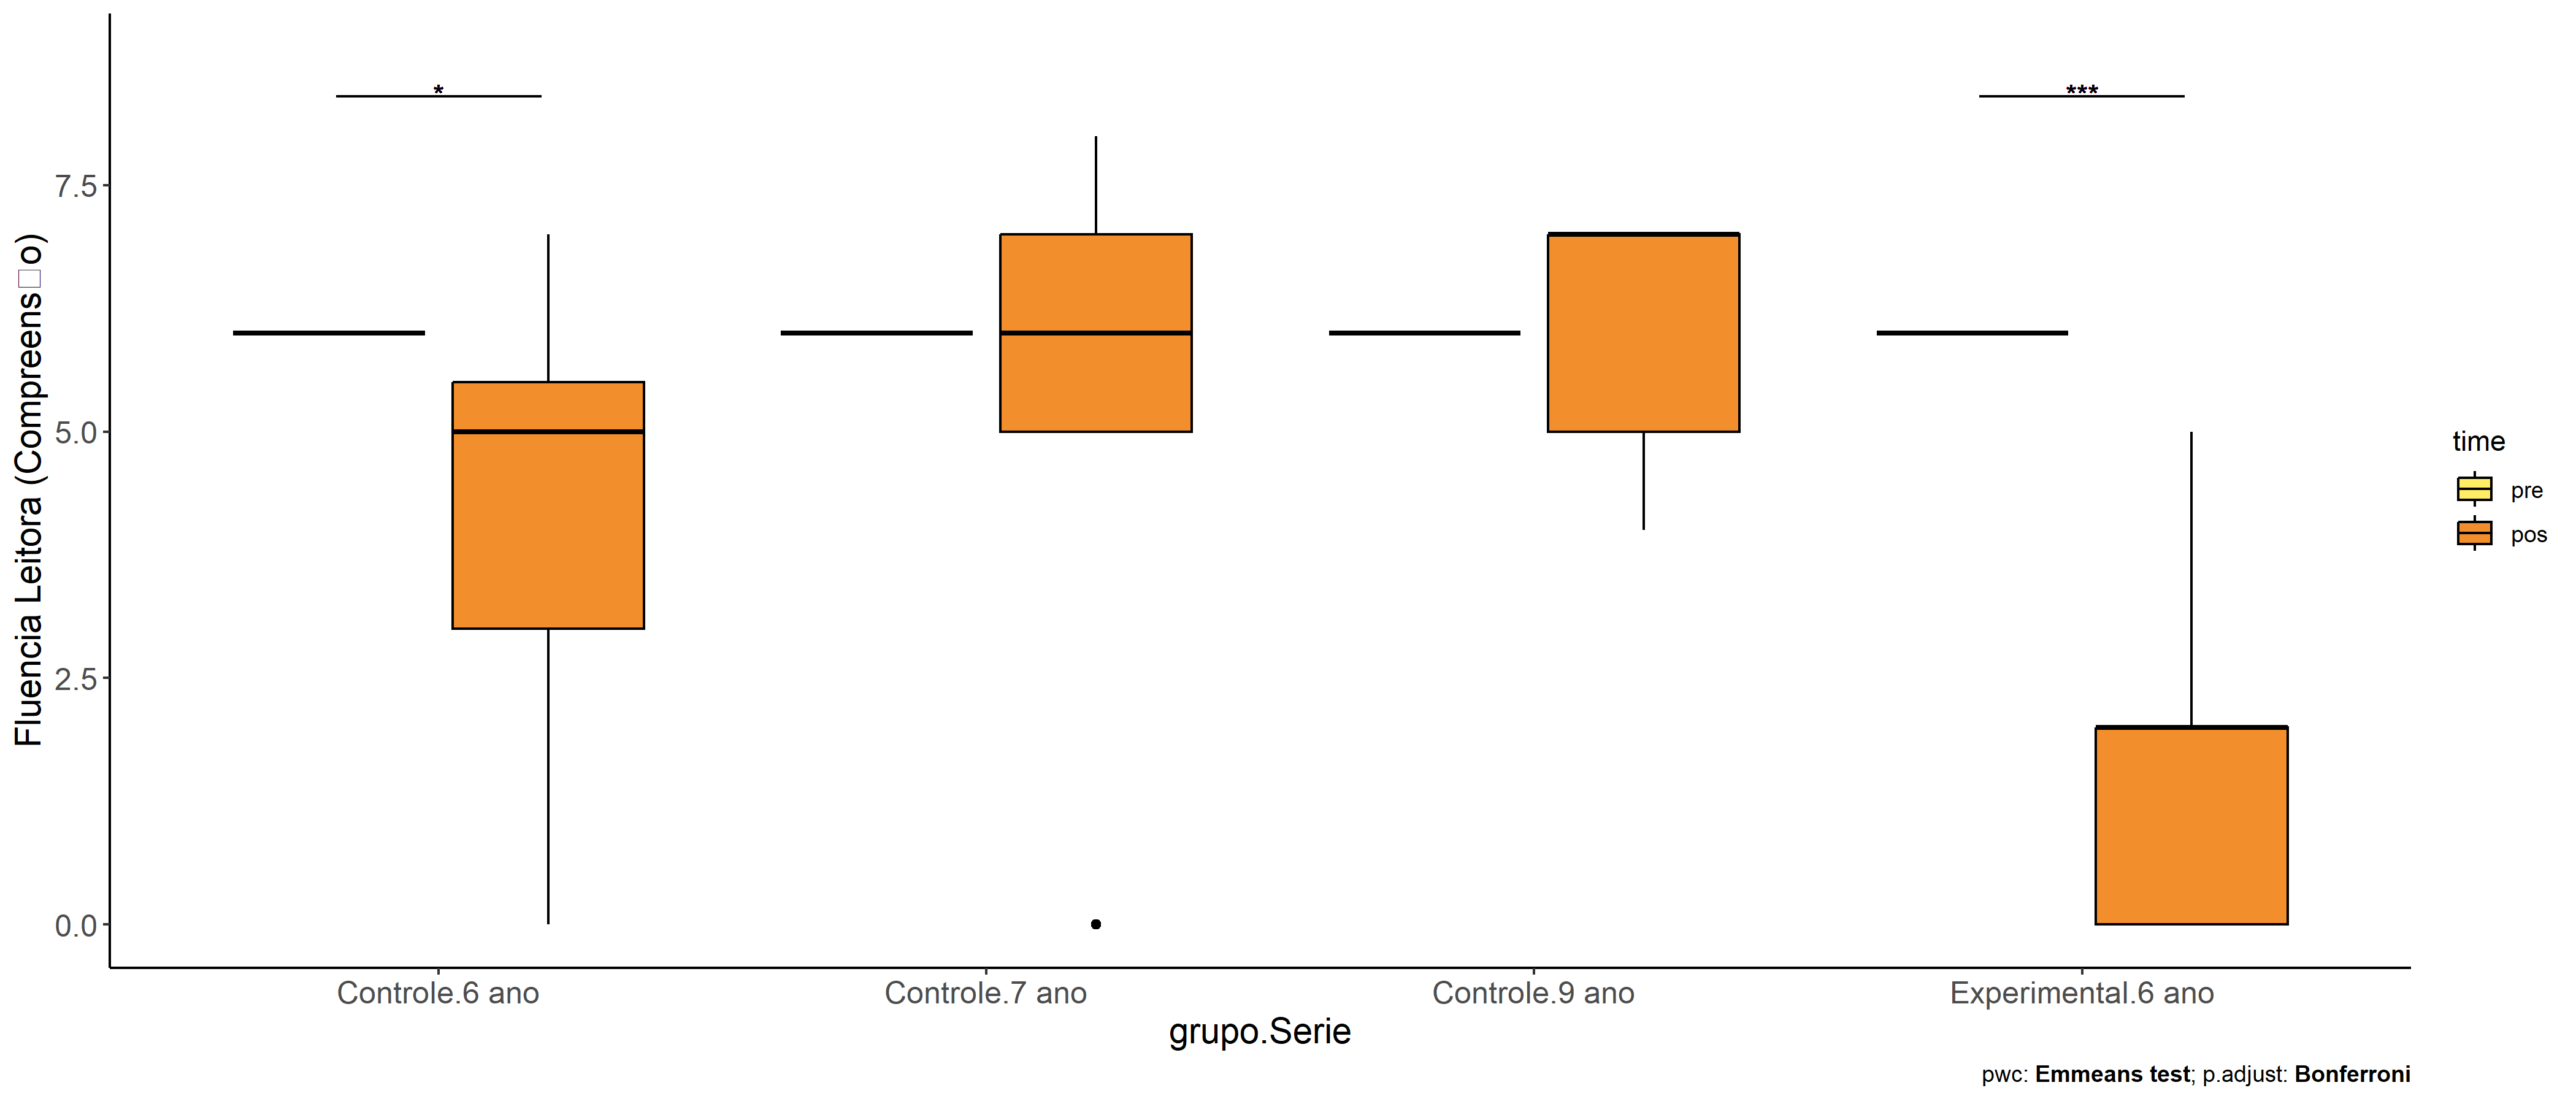 Fluencia Leitora (Compreens□o)
7.5
5.0
2.5
0.0
*
***
Controle.6 ano
Controle.7 ano
Controle.9 ano
Experimental.6 ano
grupo.Serie
time
pre
pos
pwc: Emmeans test; p.adjust: Bonferroni